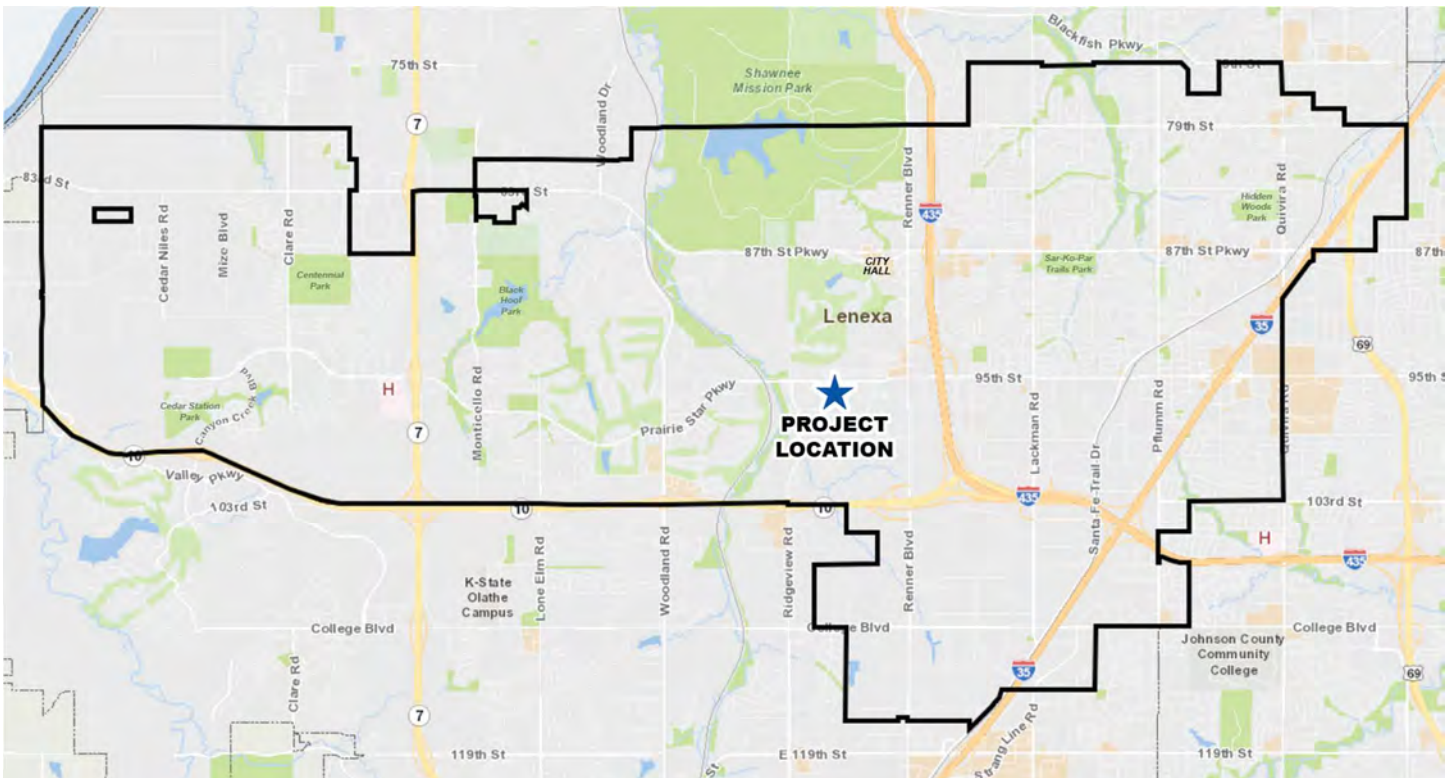 Blackfish Pkwy
75th St
Shawnee
Mission Park
Woodland Dr
7
79th St
83rd St
Renner Blvd
435
Quivira Rd
Hidden
Woods
Park
Cedar Niles Rd
Mize Blvd
Clare Rd
87th St Pkwy
CITY
HALL
Sar-Ko-Par
Trails Park
87th St Pkwy
Centennial
Park
Black
Hoof
Park
Lenexa
35
69
H
Monticello Rd
Prairie Star Pkwy
95th St
Cedar Station
Park
Canyon Creek Blvd
PROJECT
LOCATION
Lackman Rd
Pflumm Rd
Quivira Rd
7
Santa Fe Trail Dr
10
Valley Pkwy
103rd St
10
10
435
103rd St
H
435
K-State
Olathe
Campus
Lone Elm Rd
Woodland Rd
Ridgeview Rd
Renner Blvd
College Blvd
College Blvd
College Blvd
Johnson County
Community
College
Clare Rd
35
69
7
Strang Line Rd
119th St
E 119th St
119th St
St